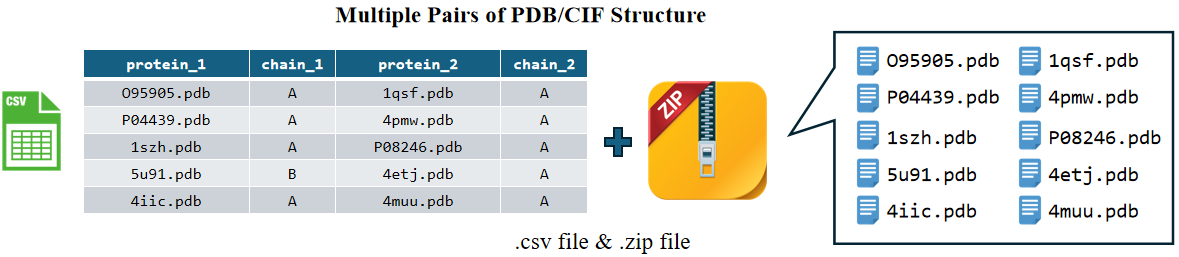 Multiple Pairs of PDB/CIF Structure
CSV
protein_1 chain_1 protein_2 chain_2
O95905.pdb A 1qsf.pdb A
P04439.pdb A 4pmw.pdb A
1szh.pdb A P08246.pdb A
5u91.pdb B 4etj.pdb A
4iic.pdb A 4muu.pdb A
ZIP
O95905.pdb 1qsf.pdb
P04439.pdb 4pmw.pdb
1szh.pdb P08246.pdb
5u91.pdb 4etj.pdb
4iic.pdb 4muu.pdb
.csv file & .zip file